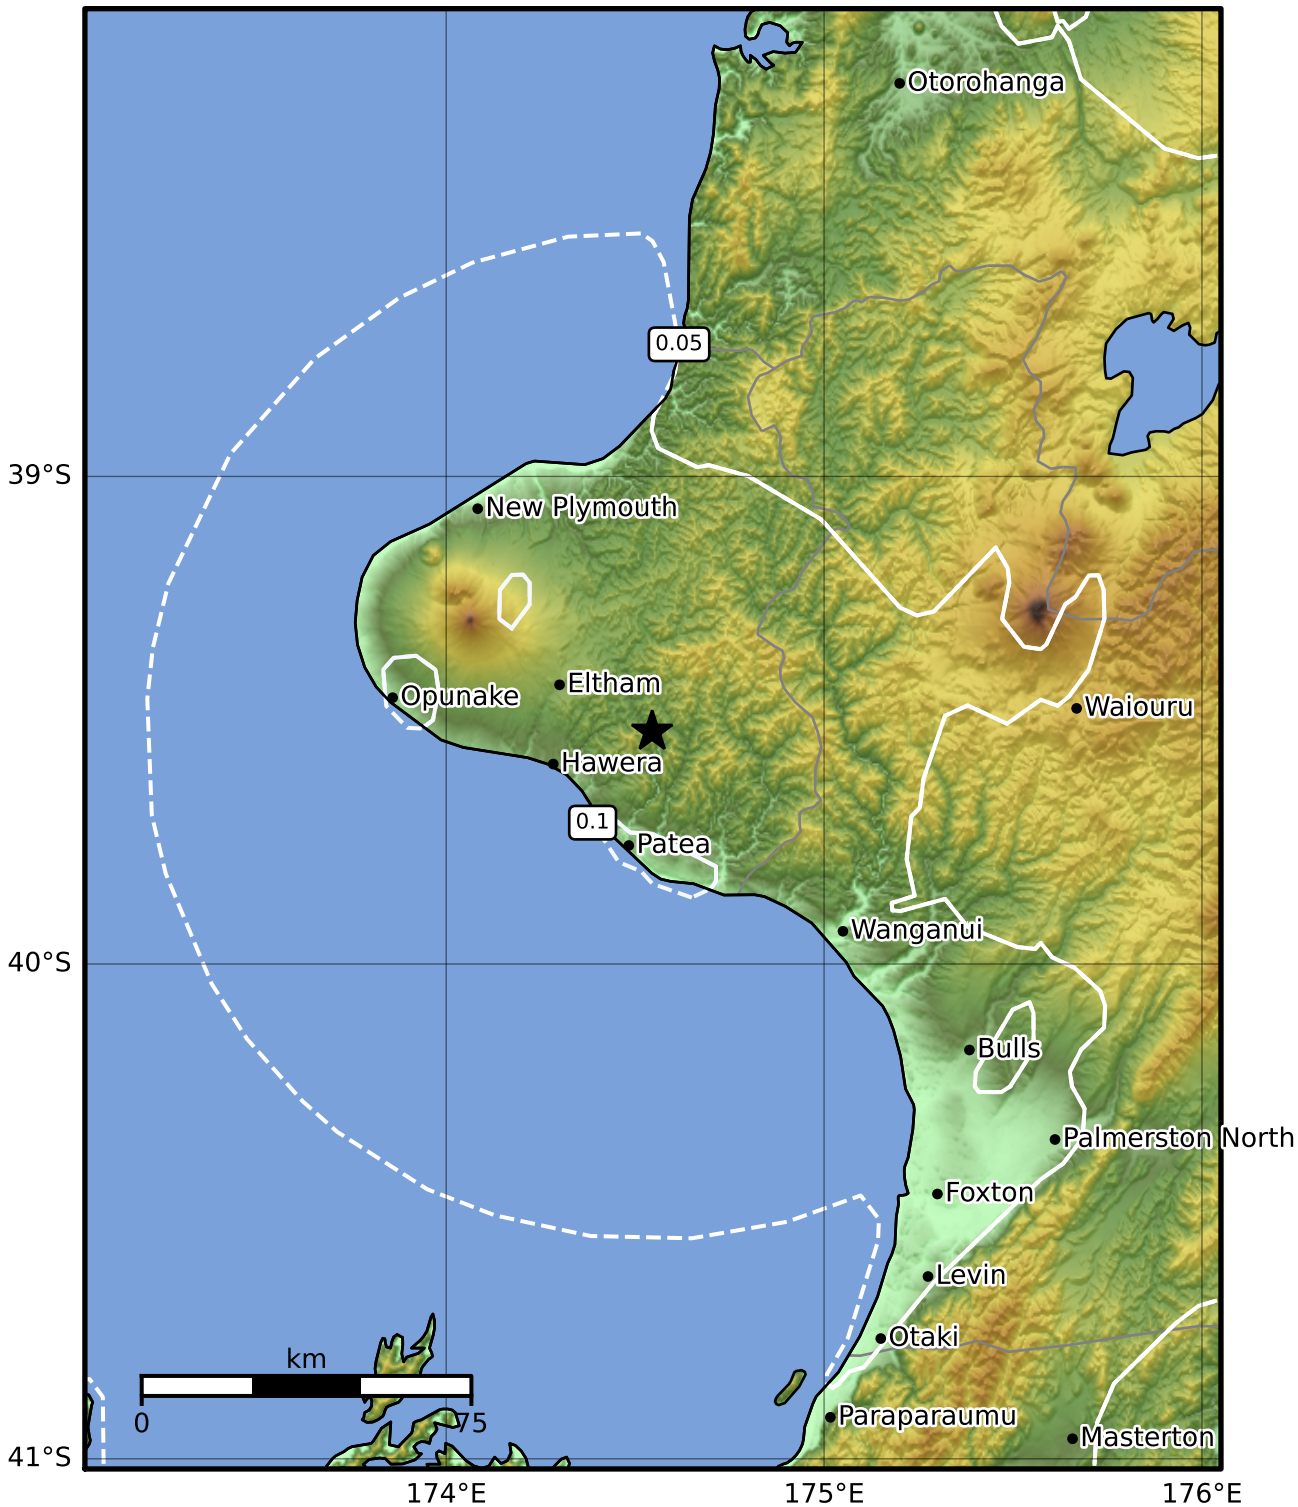 Otorohanga
0.05
39°S
New Plymouth
Eltham
Opunake
Waiouru
Hawera
0.1
Patea
Wanganui
40°S
Bulls
Palmerston North
Foxton
Levin
Otaki
km
0
75
Paraparaumu
Masterton
41°S
174°E
175°E
176°E